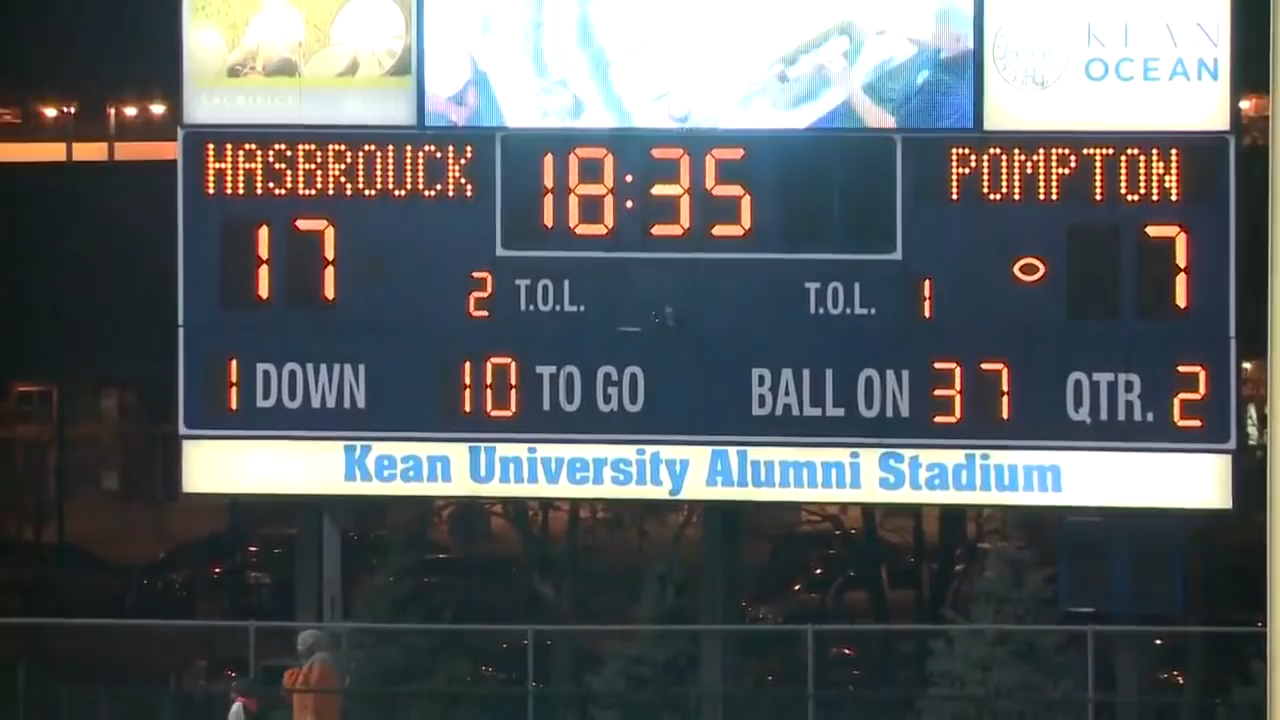 SACRIFICE
KEAN
OCEAN
HASBROUCK 18:35 POMPTON
17 7
2 T.O.L. T.O.L. 1
1 DOWN 10 TO GO BALL ON 37 QTR. 2
Kean University Alumni Stadium